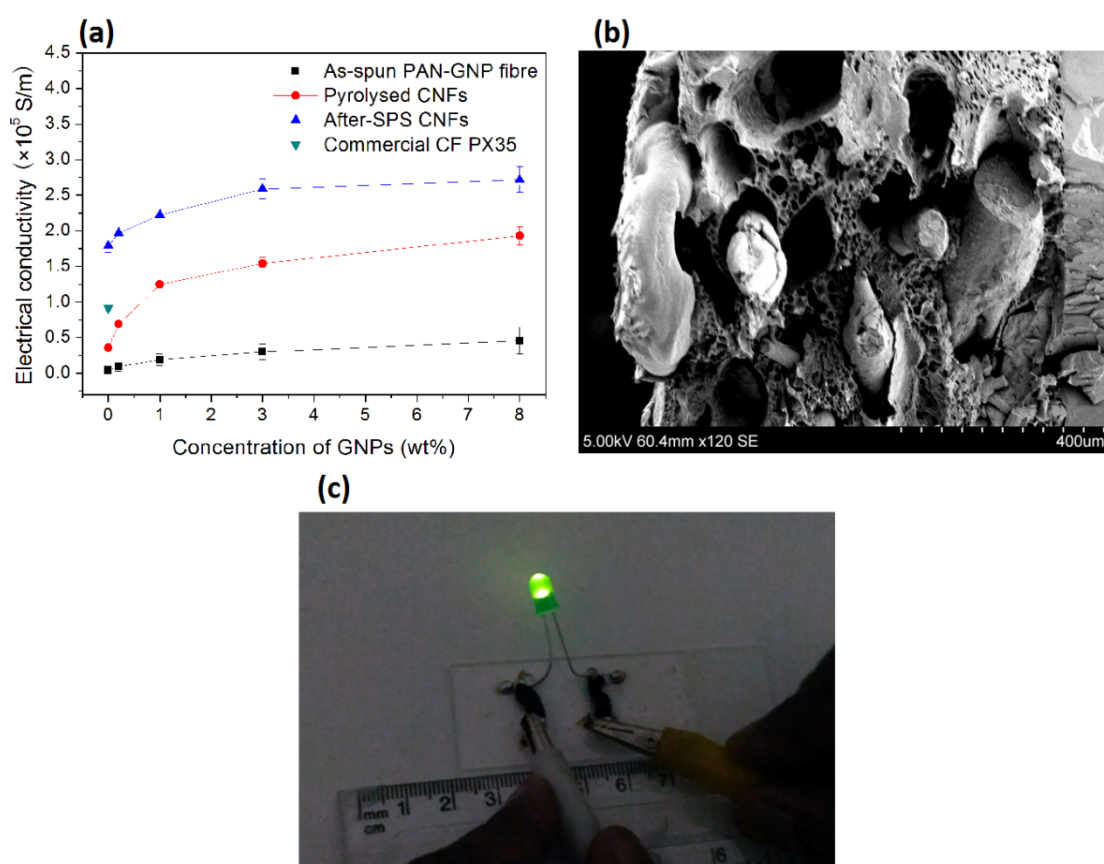 (a)
4.5
4.0
3.5
3.0
2.5
2.0
1.5
1.0
0.5
0.0
Electrical conductivity (×10⁵ S/m)
As-spun PAN-GNP fibre
Pyrolysed CNFs
After-SPS CNFs
Commercial CF PX35
0 1 2 3 4 5 6 7 8
Concentration of GNPs (wt%)
(b)
5.00kV 60.4mm x120 SE
400um
(c)
mm 1 2 3 6 7
cm
6